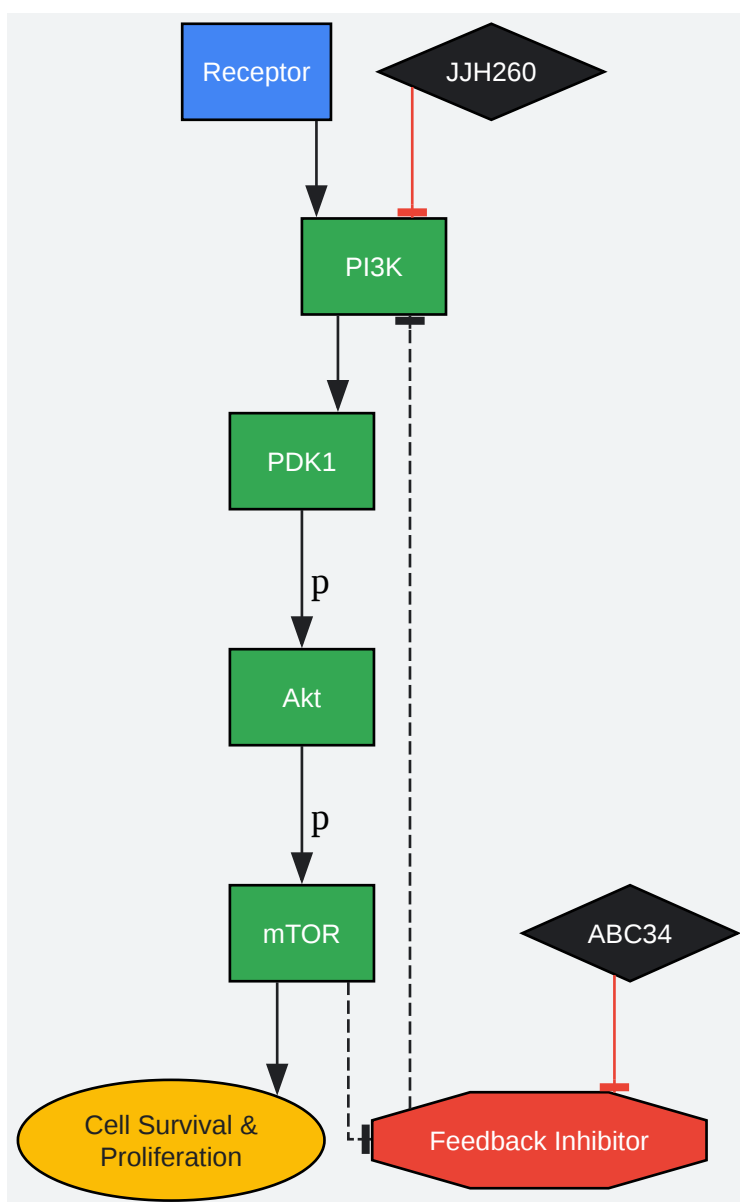 Receptor
JJH260
PI3K
PDK1
p
Akt
p
mTOR
ABC34
Cell Survival &
Proliferation
Feedback Inhibitor